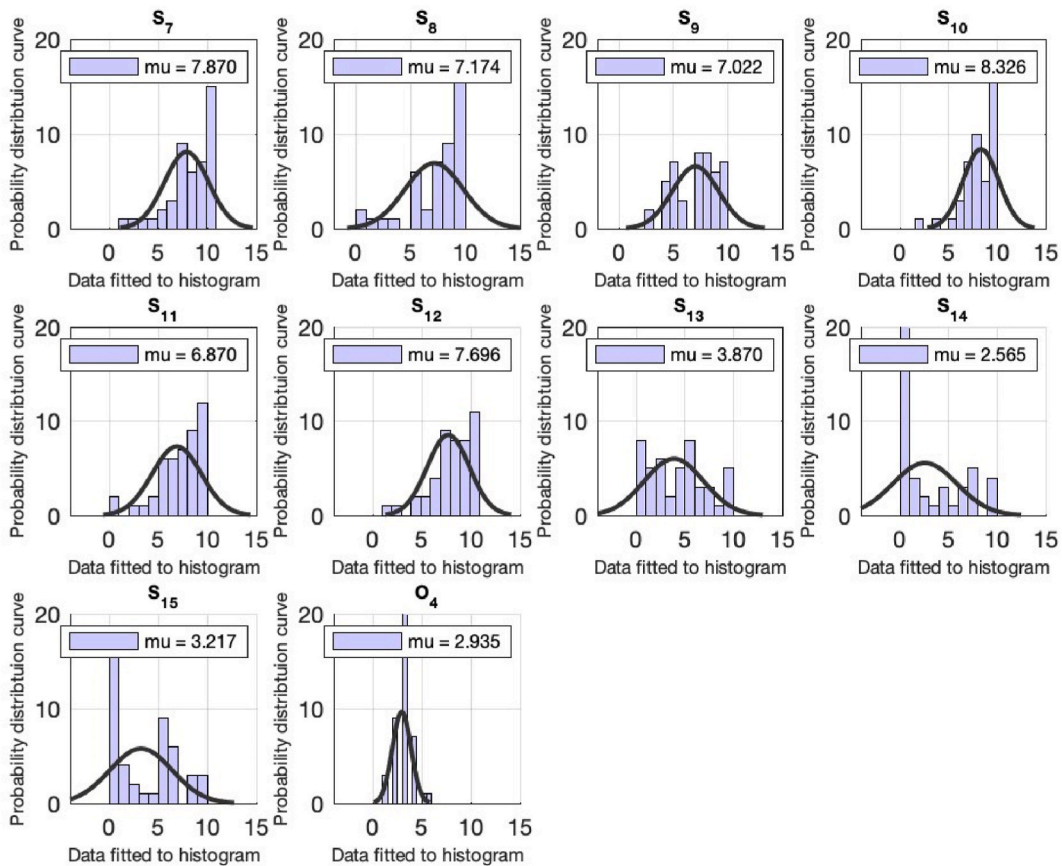 S7
Probability distribtuion curve
20
10
0
mu = 7.870
0 5 10 15
Data fitted to histogram
S8
Probability distribtuion curve
20
10
0
mu = 7.174
0 5 10 15
Data fitted to histogram
S9
Probability distribtuion curve
20
10
0
mu = 7.022
0 5 10 15
Data fitted to histogram
S10
Probability distribtuion curve
20
10
0
mu = 8.326
0 5 10 15
Data fitted to histogram
S11
Probability distribtuion curve
20
10
0
mu = 6.870
0 5 10 15
Data fitted to histogram
S12
Probability distribtuion curve
20
10
0
mu = 7.696
0 5 10 15
Data fitted to histogram
S13
Probability distribtuion curve
20
10
0
mu = 3.870
0 5 10 15
Data fitted to histogram
S14
Probability distribtuion curve
20
10
0
mu = 2.565
0 5 10 15
Data fitted to histogram
S15
Probability distribtuion curve
20
10
0
mu = 3.217
0 5 10 15
Data fitted to histogram
O4
Probability distribtuion curve
20
10
0
mu = 2.935
0 5 10 15
Data fitted to histogram